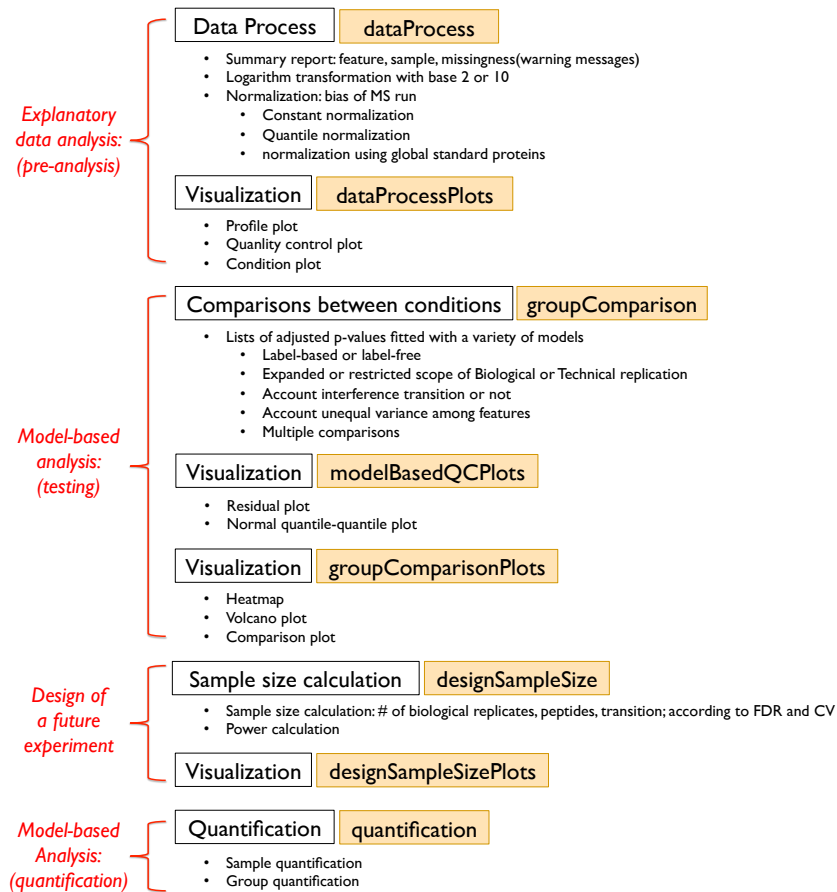 Data Process dataProcess
• Summary report: feature, sample, missingness(warning messages)
• Logarithm transformation with base 2 or 10
• Normalization: bias of MS run
• Constant normalization
• Quantile normalization
• normalization using global standard proteins
Explanatory
data analysis:
(pre-analysis)
Visualization dataProcessPlots
• Profile plot
• Quanlity control plot
• Condition plot
Comparisons between conditions groupComparison
• Lists of adjusted p-values fitted with a variety of models
• Label-based or label-free
• Expanded or restricted scope of Biological or Technical replication
• Account interference transition or not
• Account unequal variance among features
• Multiple comparisons
Model-based
analysis:
(testing)
Visualization modelBasedQCPlots
• Residual plot
• Normal quantile-quantile plot
Visualization groupComparisonPlots
• Heatmap
• Volcano plot
• Comparison plot
Design of
a future
experiment
Sample size calculation designSampleSize
• Sample size calculation: # of biological replicates, peptides, transition; according to FDR and CV
• Power calculation
Visualization designSampleSizePlots
Model-based
Analysis:
(quantification)
Quantification quantification
• Sample quantification
• Group quantification